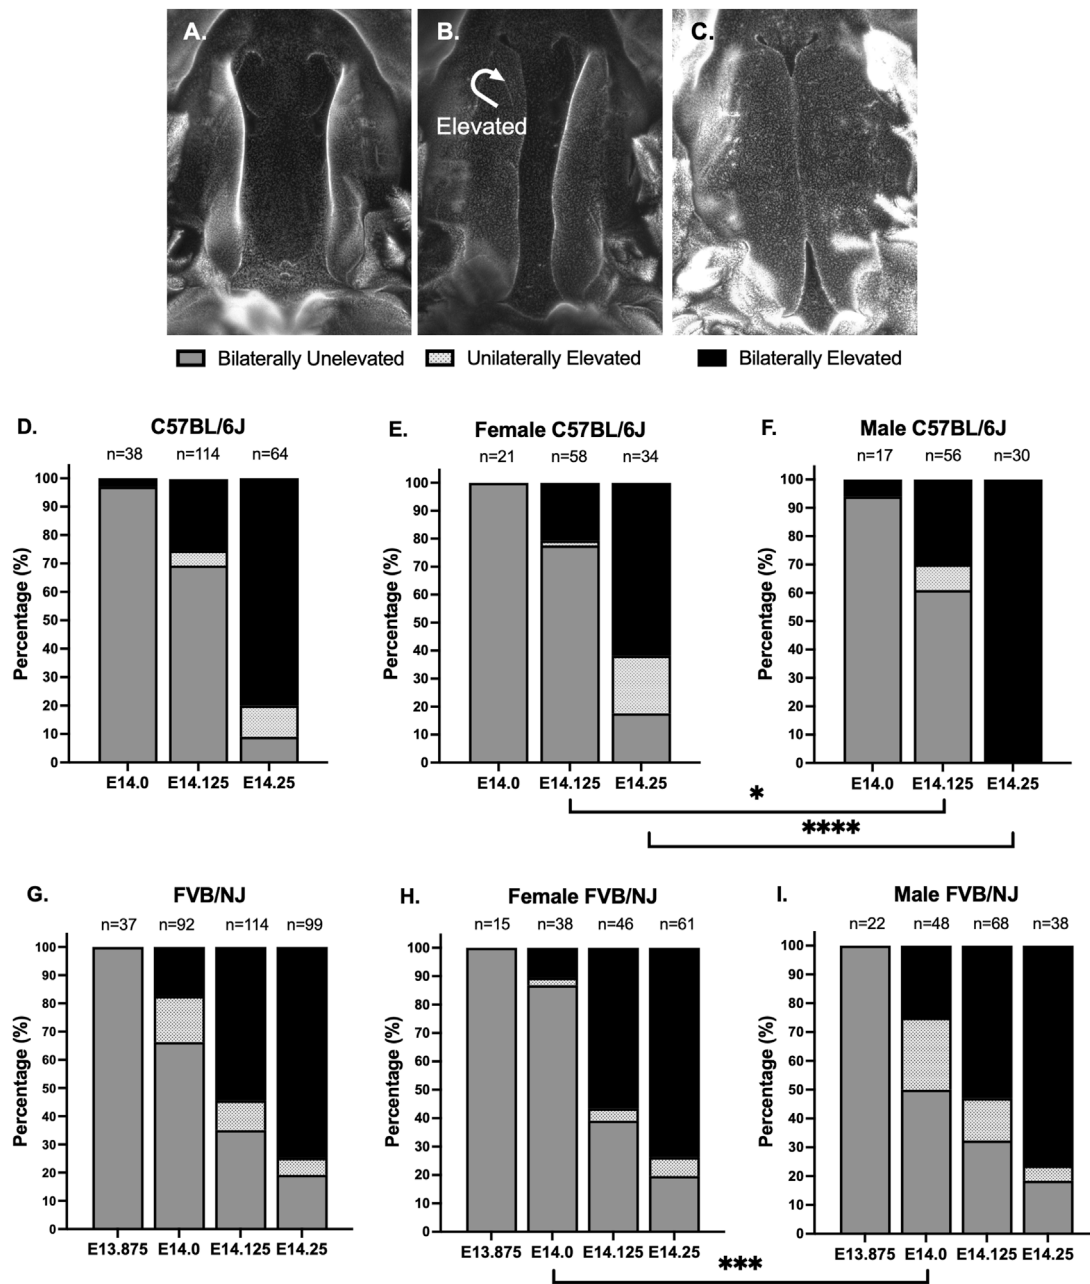 A.
B.
C.
Elevated
Bilaterally Unelevated
Unilaterally Elevated
Bilaterally Elevated
D.
C57BL/6J
n=38 n=114 n=64
Percentage (%)
100
90
80
70
60
50
40
30
20
10
0
E14.0 E14.125 E14.25
E.
Female C57BL/6J
n=21 n=58 n=34
Percentage (%)
100
90
80
70
60
50
40
30
20
10
0
E14.0 E14.125 E14.25
F.
Male C57BL/6J
n=17 n=56 n=30
Percentage (%)
100
90
80
70
60
50
40
30
20
10
0
E14.0 E14.125 E14.25
*
****
G.
FVB/NJ
n=37 n=92 n=114 n=99
Percentage (%)
100
90
80
70
60
50
40
30
20
10
0
E13.875 E14.0 E14.125 E14.25
H.
Female FVB/NJ
n=15 n=38 n=46 n=61
Percentage (%)
100
90
80
70
60
50
40
30
20
10
0
E13.875 E14.0 E14.125 E14.25
I.
Male FVB/NJ
n=22 n=48 n=68 n=38
Percentage (%)
100
90
80
70
60
50
40
30
20
10
0
E13.875 E14.0 E14.125 E14.25
***